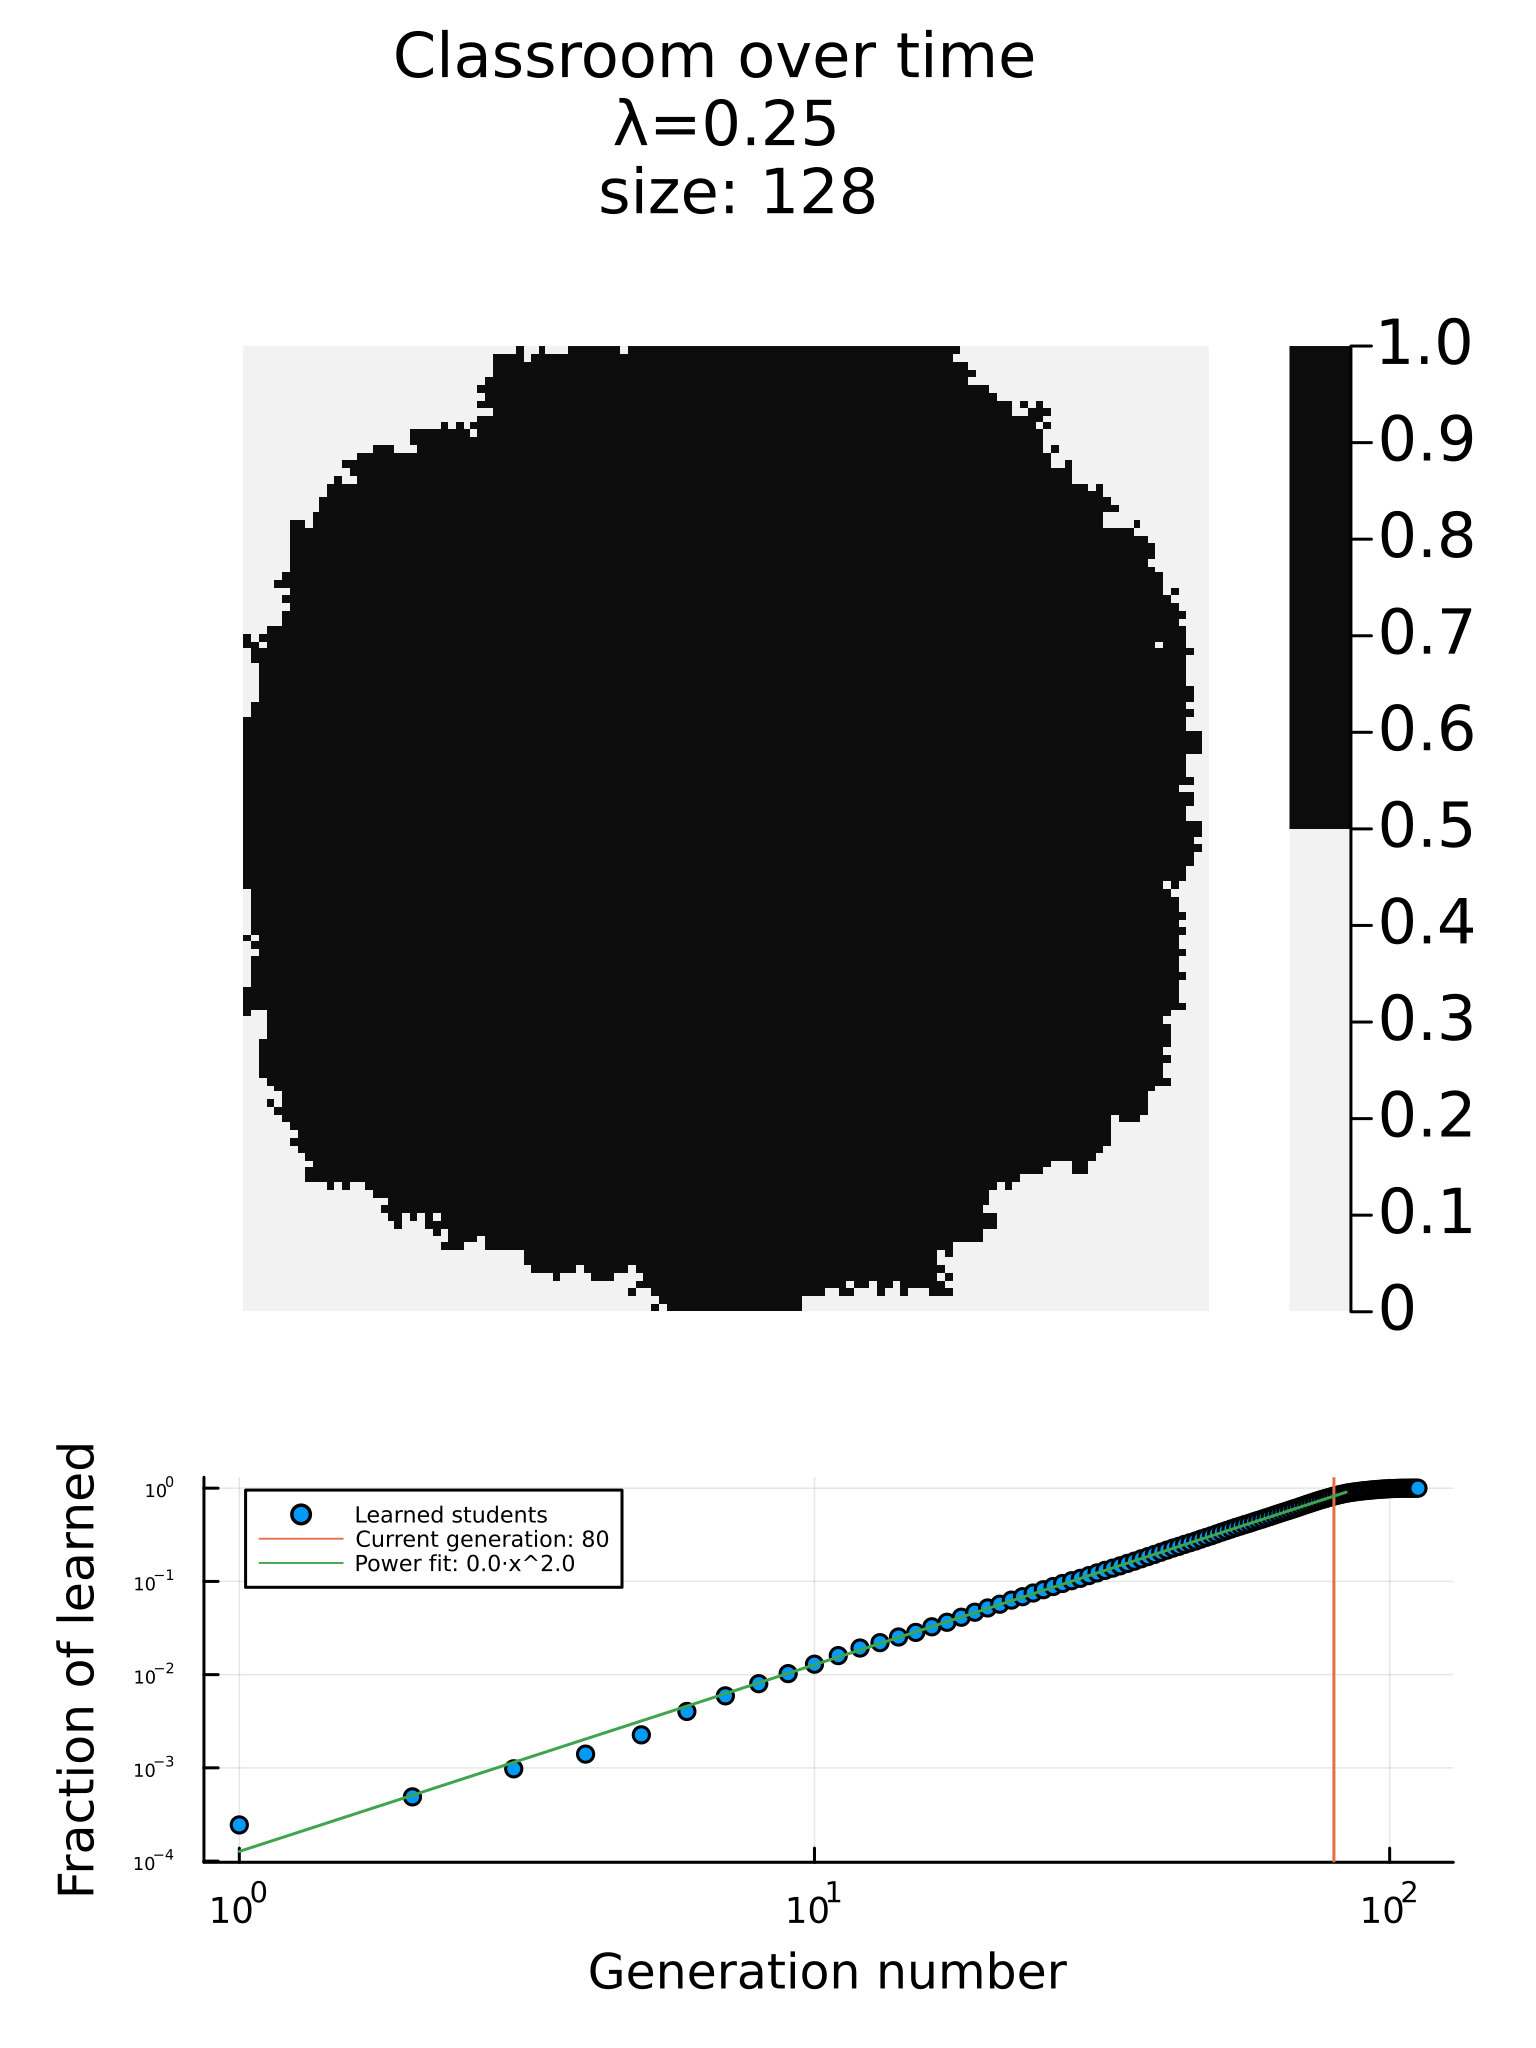 Classroom over time
λ=0.25
size: 128
1.0
0.9
0.8
0.7
0.6
0.5
0.4
0.3
0.2
0.1
0
Fraction of learned
10^0
10^-1
10^-2
10^-3
10^-4
Learned students
Current generation: 80
Power fit: 0.0·x^2.0
10^0
10^1
10^2
Generation number